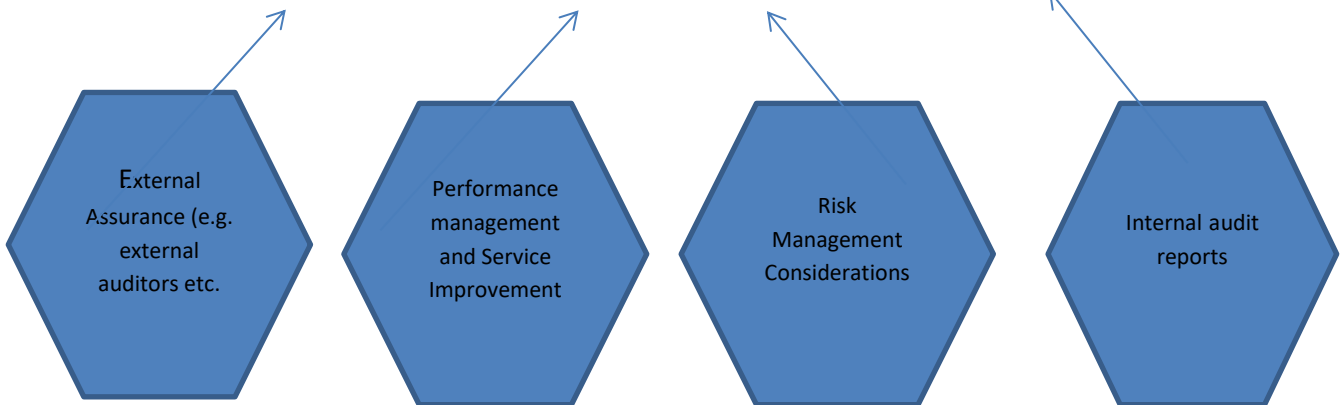 External
Assurance (e.g.
external
auditors etc.
Performance
management
and Service
Improvement
Risk
Management
Considerations
Internal audit
reports